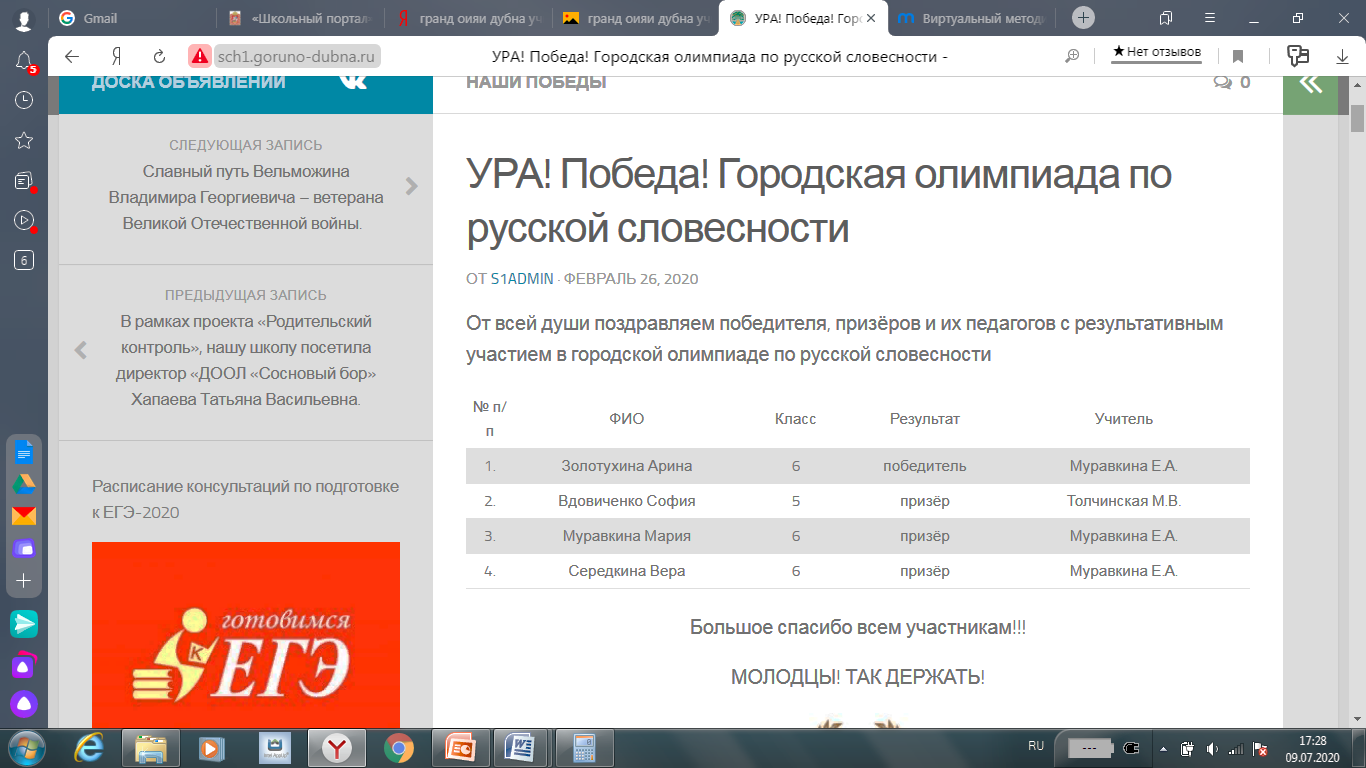 Gmail
«Школьный портал
гранд оияи дубна уч
гранд оияи дубна уч
УРА! Победа! Горо
Виртуальный методи
5
sch1.goruno-dubna.ru
УРА! Победа! Городская олимпиада по русской словесности -
★Нет отзывов
6
ДОСКА ОБЪЯВЛЕНИЙ
НАШИ ПОБЕДЫ
0
СЛЕДУЮЩАЯ ЗАПИСЬ
Славный путь Вельможина
Владимира Георгиевича – ветерана
Великой Отечественной войны.
ПРЕДЫДУЩАЯ ЗАПИСЬ
В рамках проекта «Родительский
контроль», нашу школу посетила
директор «ДООЛ «Сосновый бор»
Хапаева Татьяна Васильевна.
Расписание консультаций по подготовке
к ЕГЭ-2020
готовимся
К ЕГЭ
УРА! Победа! Городская олимпиада по
русской словесности
ОТ S1ADMIN · ФЕВРАЛЬ 26, 2020
От всей души поздравляем победителя, призёров и их педагогов с результативным
участием в городской олимпиаде по русской словесности
№ п/
п
ФИО Класс Результат Учитель
1. Золотухина Арина 6 победитель Муравкина Е.А.
2. Вдовиченко София 5 призёр Толчинская М.В.
3. Муравкина Мария 6 призёр Муравкина Е.А.
4. Середкина Вера 6 призёр Муравкина Е.А.
Большое спасибо всем участникам!!!
МОЛОДЦЫ! ТАК ДЕРЖАТЬ!
RU
17:28
09.07.2020